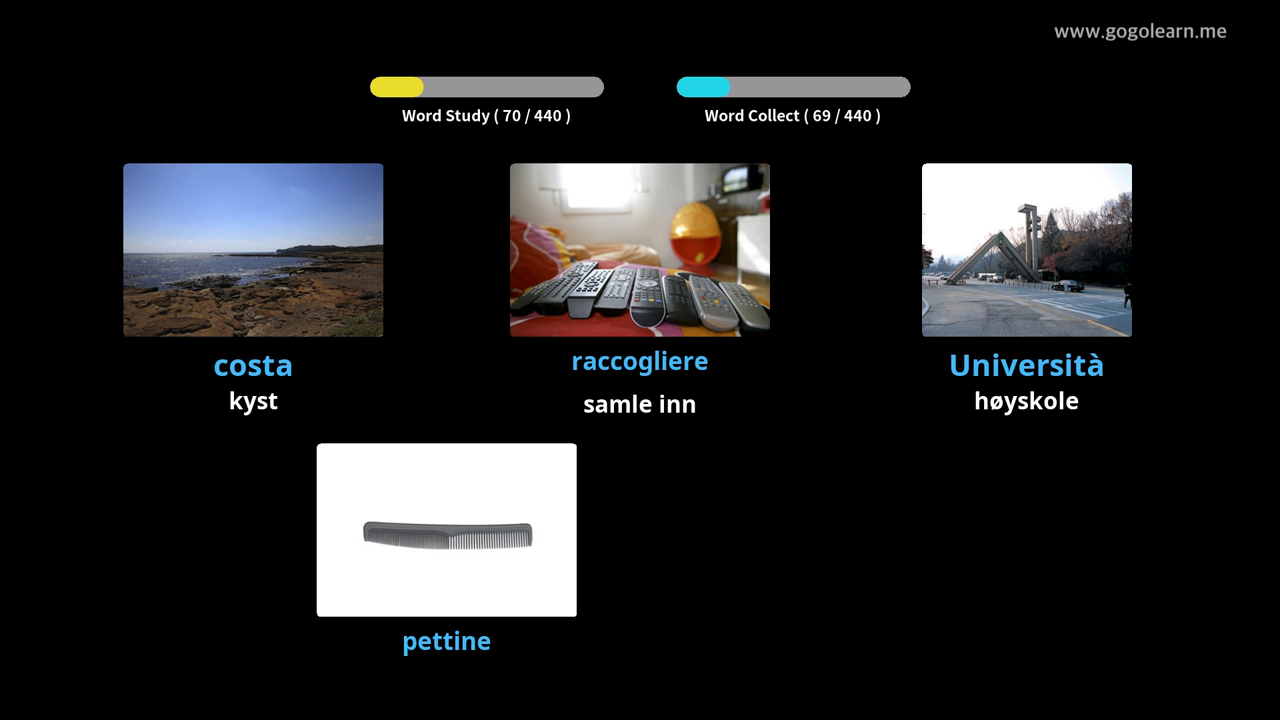 www.gogolearn.me
Word Study ( 70 / 440 )
Word Collect ( 69 / 440 )
costa
kyst
raccogliere
samle inn
Università
høyskole
pettine